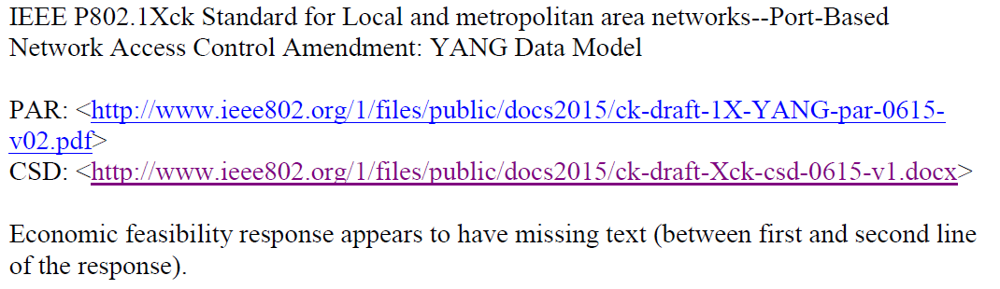 IEEE P802.1Xck Standard for Local and metropolitan area networks--Port-Based
Network Access Control Amendment: YANG Data Model
PAR: <http://www.ieee802.org/1/files/public/docs2015/ck-draft-1X-YANG-par-0615-
v02.pdf>
CSD: <http://www.ieee802.org/1/files/public/docs2015/ck-draft-Xck-csd-0615-v1.docx>
Economic feasibility response appears to have missing text (between first and second line
of the response).